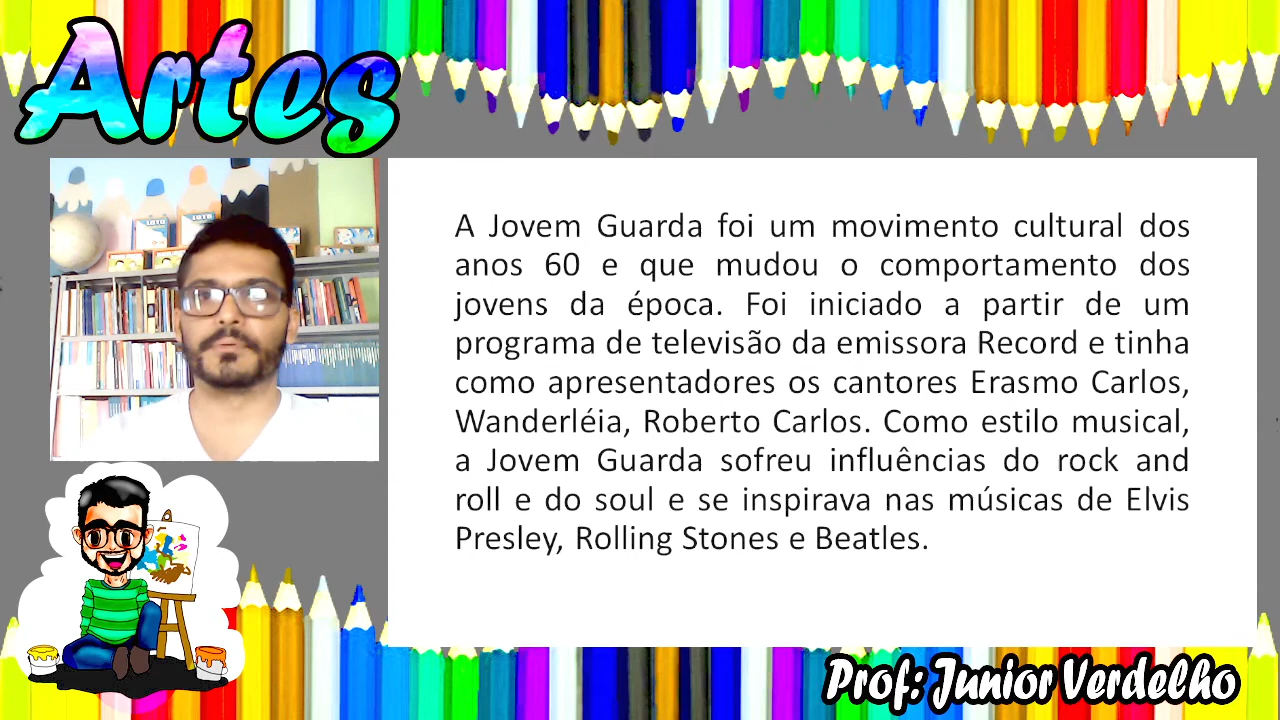 Artes
A Jovem Guarda foi um movimento cultural dos
anos 60 e que mudou o comportamento dos
jovens da época. Foi iniciado a partir de um
programa de televisão da emissora Record e tinha
como apresentadores os cantores Erasmo Carlos,
Wanderléia, Roberto Carlos. Como estilo musical,
a Jovem Guarda sofreu influências do rock and
roll e do soul e se inspirava nas músicas de Elvis
Presley, Rolling Stones e Beatles.
Prof: Junior Verdelho